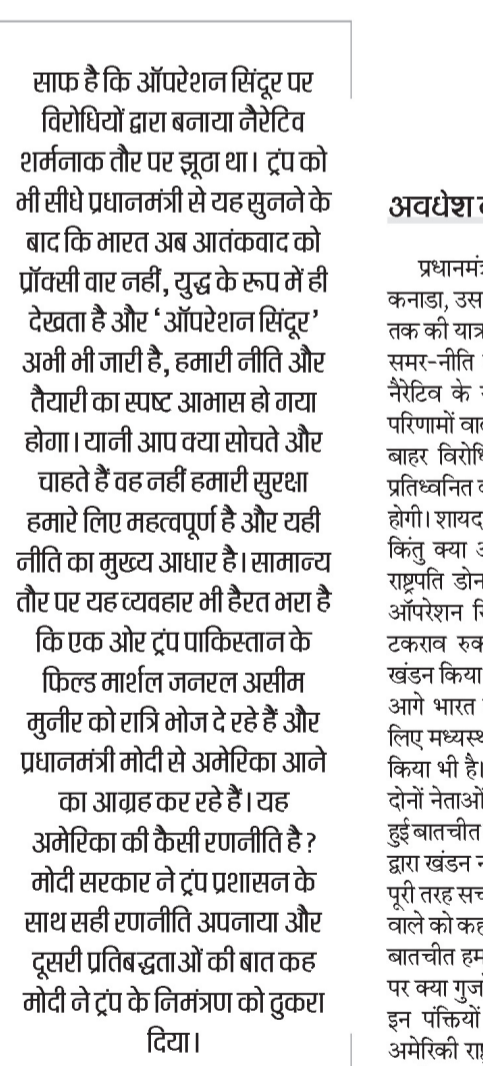 साफ है कि ऑपरेशन सिंदूर पर
विरोधियों द्वारा बनाया नैरेटिव
शर्मनाक तौर पर झूठा था। ट्रंप को
भी सीधे प्रधानमंत्री से यह सुनने के
बाद कि भारत अब आतंकवाद को
प्रॉक्सी वार नहीं, युद्ध के रूप में ही
देखता है और ‘ऑपरेशन सिंदूर’
अभी भी जारी है, हमारी नीति और
तैयारी का स्पष्ट आभास हो गया
होगा। यानी आप क्या सोचते और
चाहते हैं वह नहीं हमारी सुरक्षा
हमारे लिए महत्वपूर्ण है और यही
नीति का मुख्य आधार है। सामान्य
तौर पर यह व्यवहार भी हैरत भरा है
कि एक ओर ट्रंप पाकिस्तान के
फिल्ड मार्शल जनरल असीम
मुनीर को रात्रि भोज दे रहे हैं और
प्रधानमंत्री मोदी से अमेरिका आने
का आग्रह कर रहे हैं। यह
अमेरिका की कैसी रणनीति है?
मोदी सरकार ने ट्रंप प्रशासन के
साथ सही रणनीति अपनाया और
दूसरी प्रतिबद्धताओं की बात कह
मोदी ने ट्रंप के निमंत्रण को ठुकरा
दिया।
अवधेश
कनाडा, उस
तक की यात्र
समर-नीति
नैरेटिव के
परिणामों वा
बाहर विरोधि
प्रतिध्वनित
होगी। शायद
किंतु क्या
राष्ट्रपति डोन
ऑपरेशन
टकराव रुक
खंडन किया
आगे भारत
लिए मध्यस्
किया भी है।
दोनों नेताओं
हुई बातचीत
द्वारा खंडन
पूरी तरह सच
वाले को कह
बातचीत हम
पर क्या गुज
इन पंक्तियों
अमेरिकी राष्